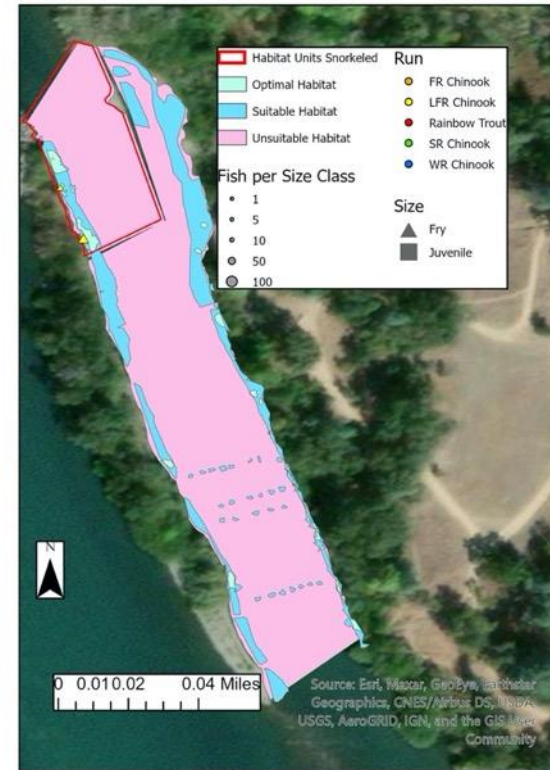 Habitat Units Snorkeled
Optimal Habitat
Suitable Habitat
Unsuitable Habitat
Fish per Size Class
1
5
10
50
100
Run
FR Chinook
LFR Chinook
Rainbow Trout
SR Chinook
WR Chinook
Size
Fry
Juvenile
N
0 0.01 0.02 0.04 Miles
Source: Esri, Maxar, GeoEye, Earthstar
Geographics, CNES/Airbus DS, USDA,
USGS, AeroGRID, IGN, and the GIS User
Community